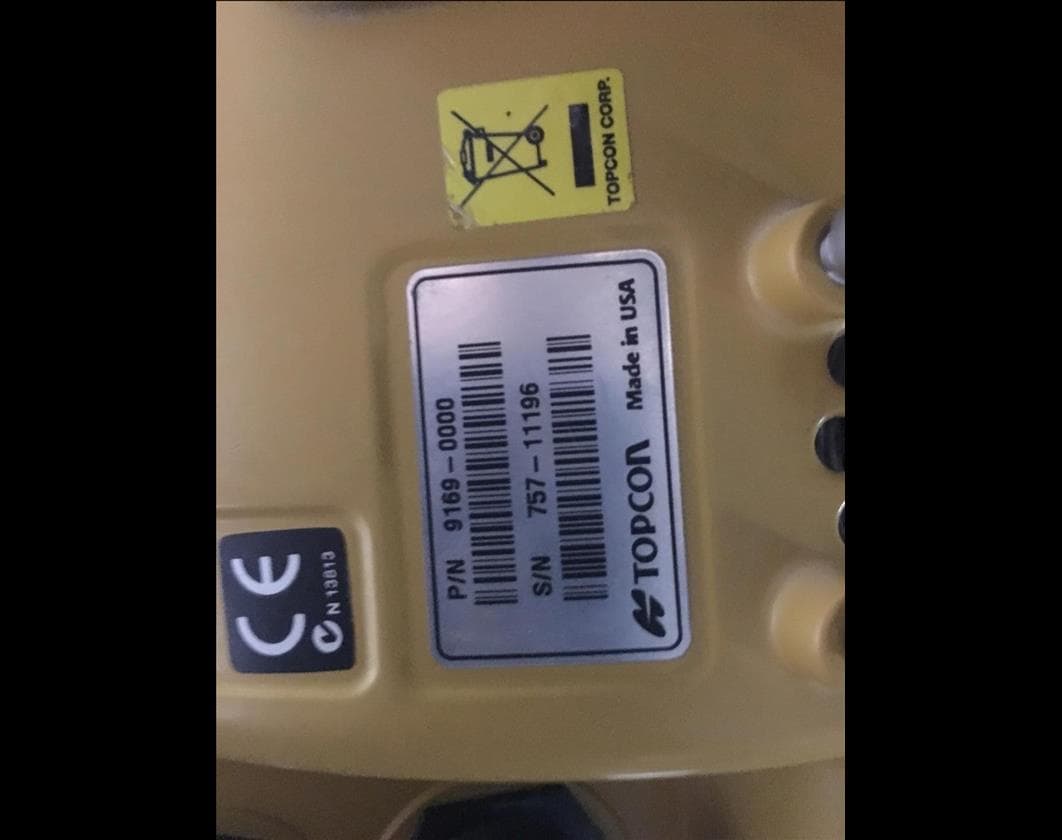 TOPCON CORP.
P/N 9169-0000
S/N 757-11196
TOPCON Made in USA
CE
N 13813